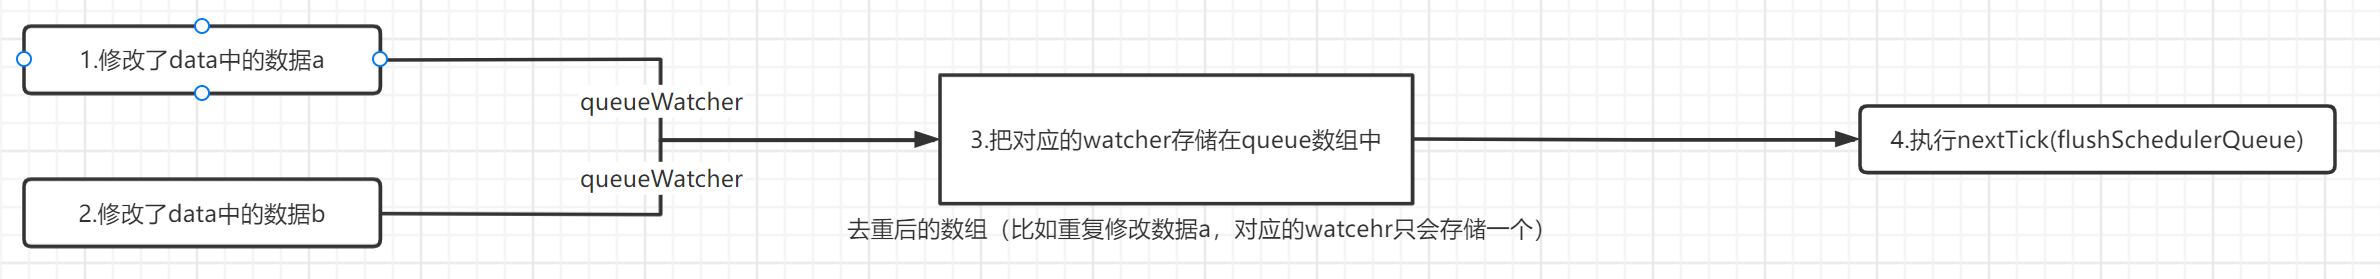 1.修改了data中的数据a
queueWatcher
3.把对应的watcher存储在queue数组中
4.执行nextTick(flushSchedulerQueue)
queueWatcher
2.修改了data中的数据b
去重后的数组（比如重复修改数据a，对应的watcehr只会存储一个）